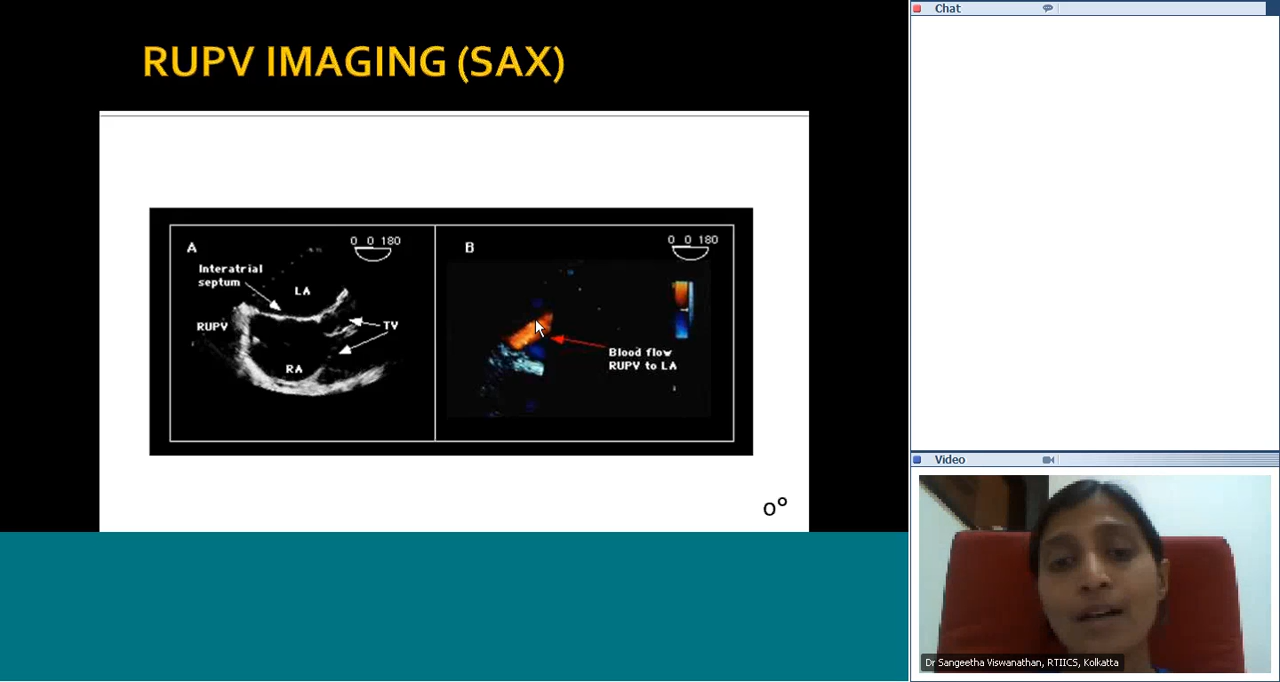 RUPV IMAGING (SAX)
A
0 0 180
Interatrial
septum
LA
RUPV
TV
RA
B
0 0 180
Blood flow
RUPV to LA
0°
Chat
Video
Dr Sangeetha Viswanathan, RTIICS, Kolkatta